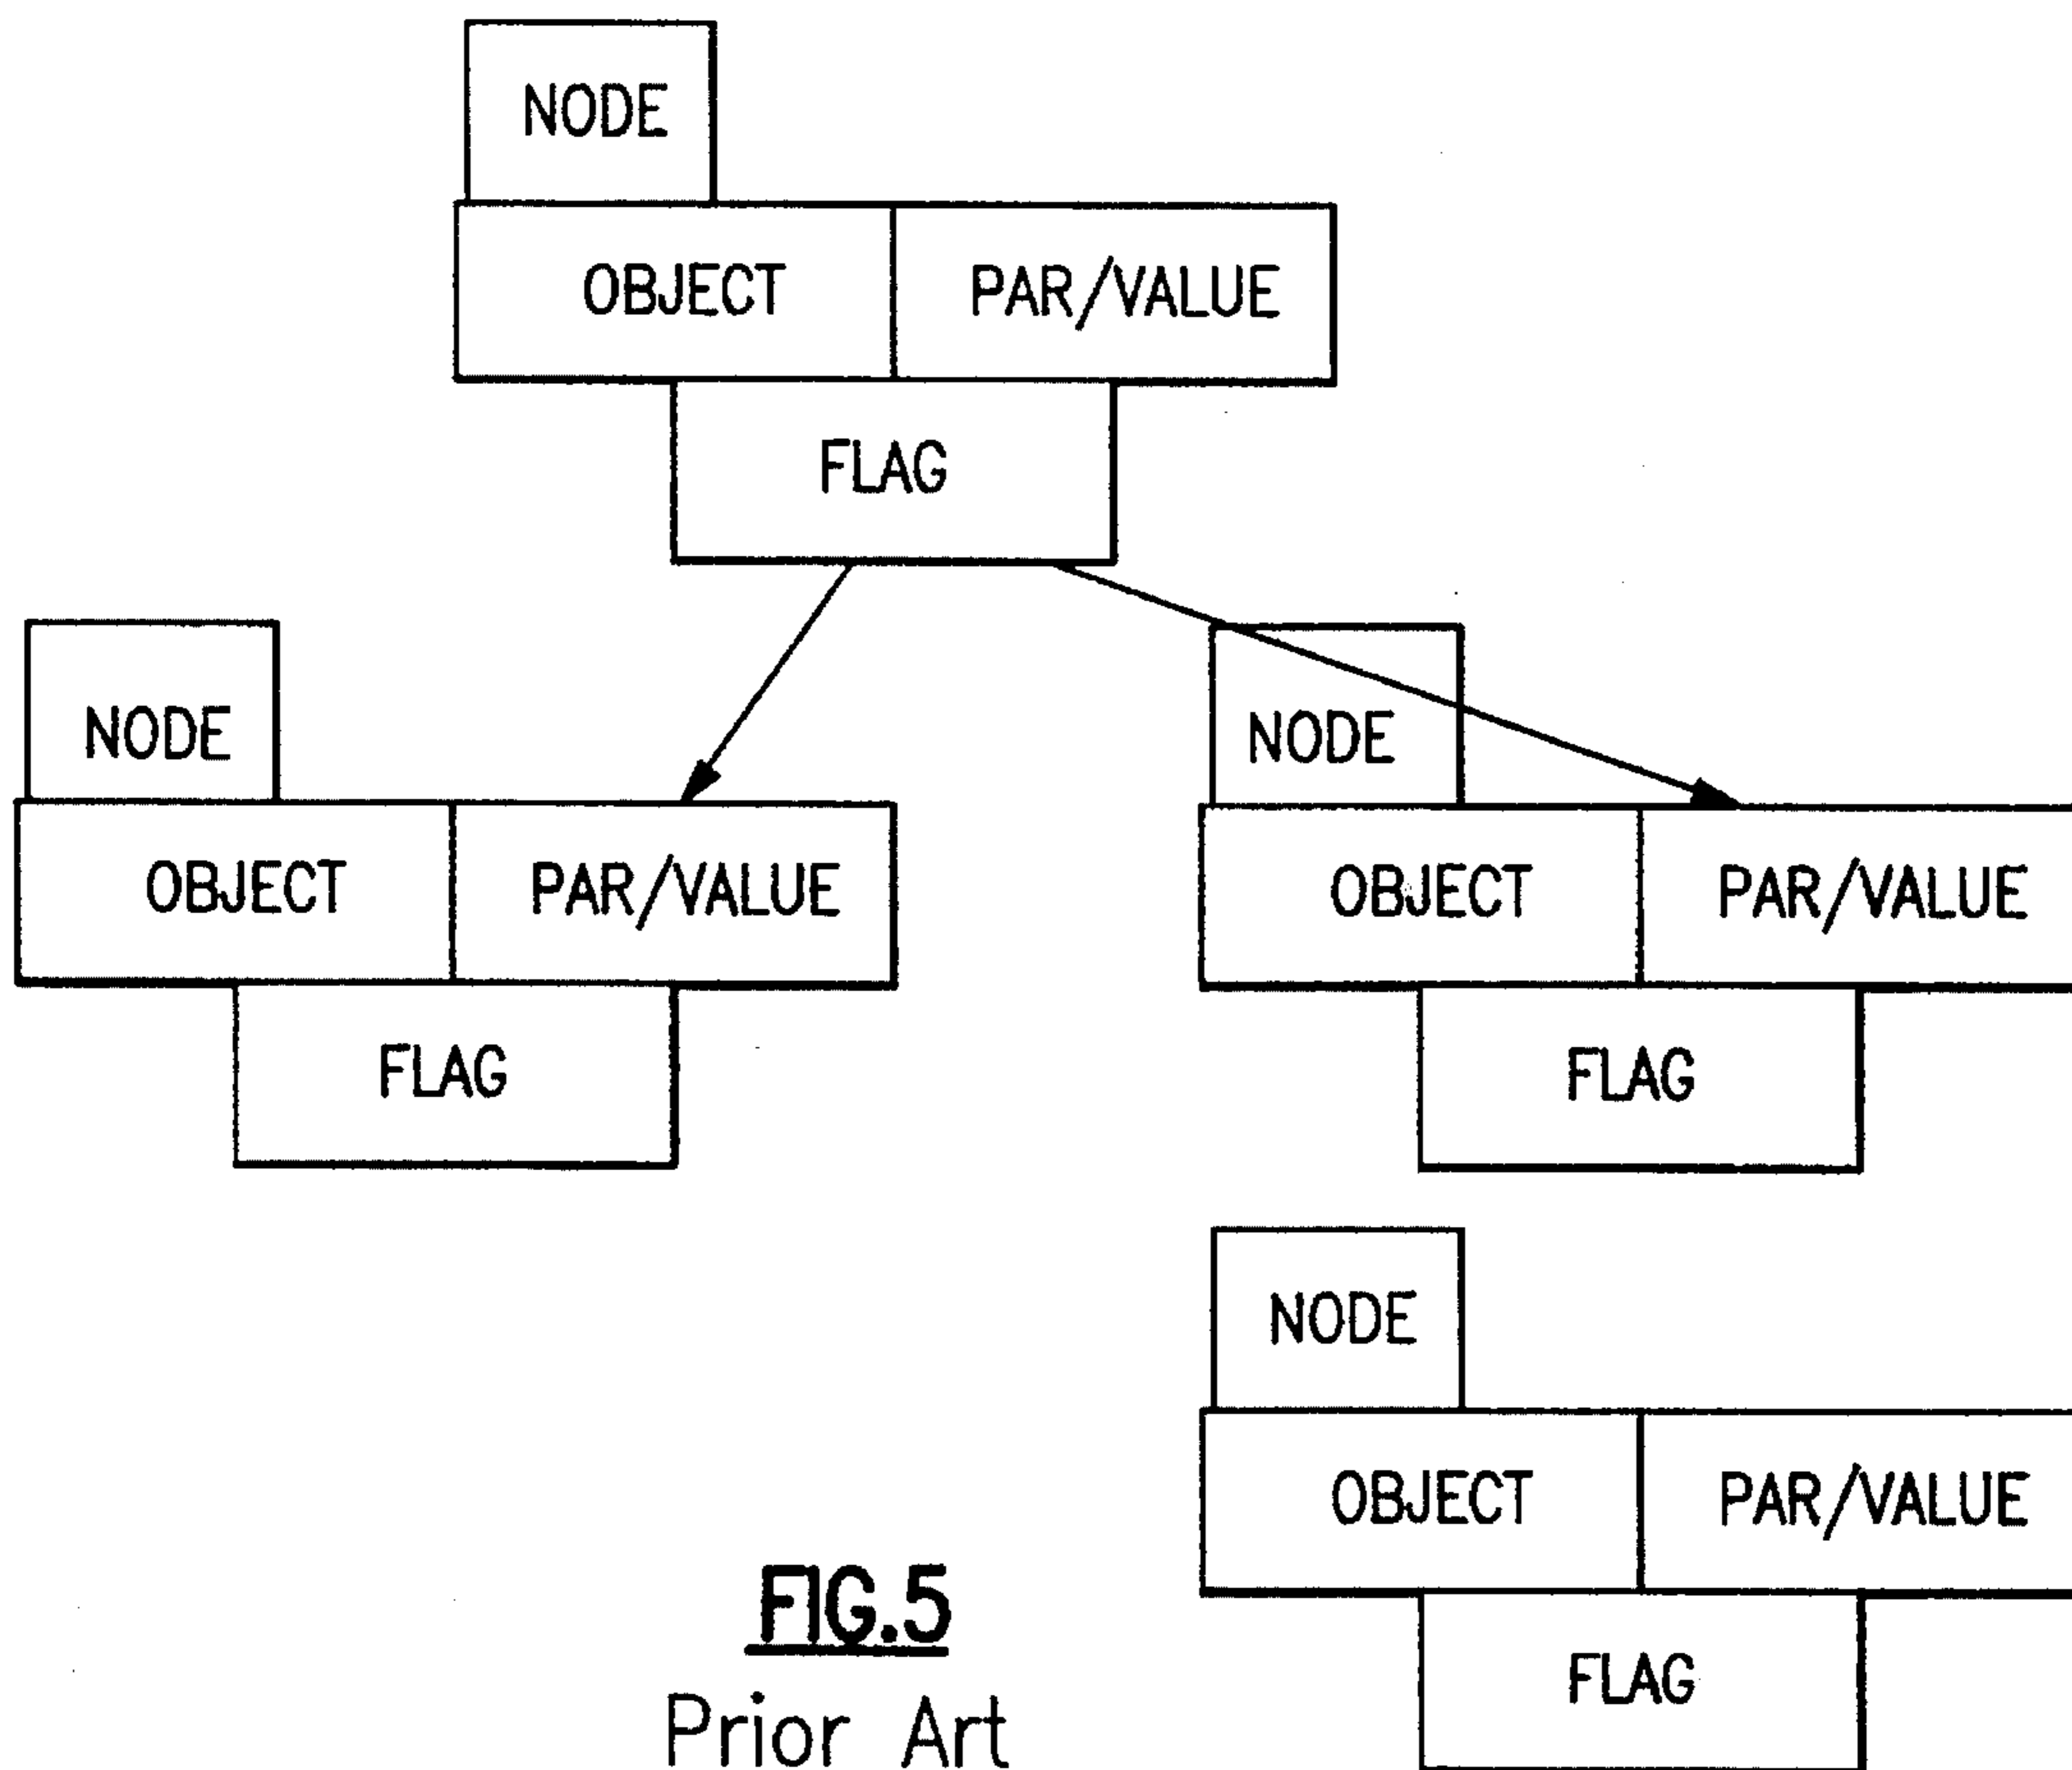 NODE
OBJECT PAR/VALUE
FLAG
NODE NODE
OBJECT PAR/VALUE OBJECT PAR/VALUE
FLAG FLAG
NODE
OBJECT PAR/VALUE
FLAG
FIG.5
Prior Art